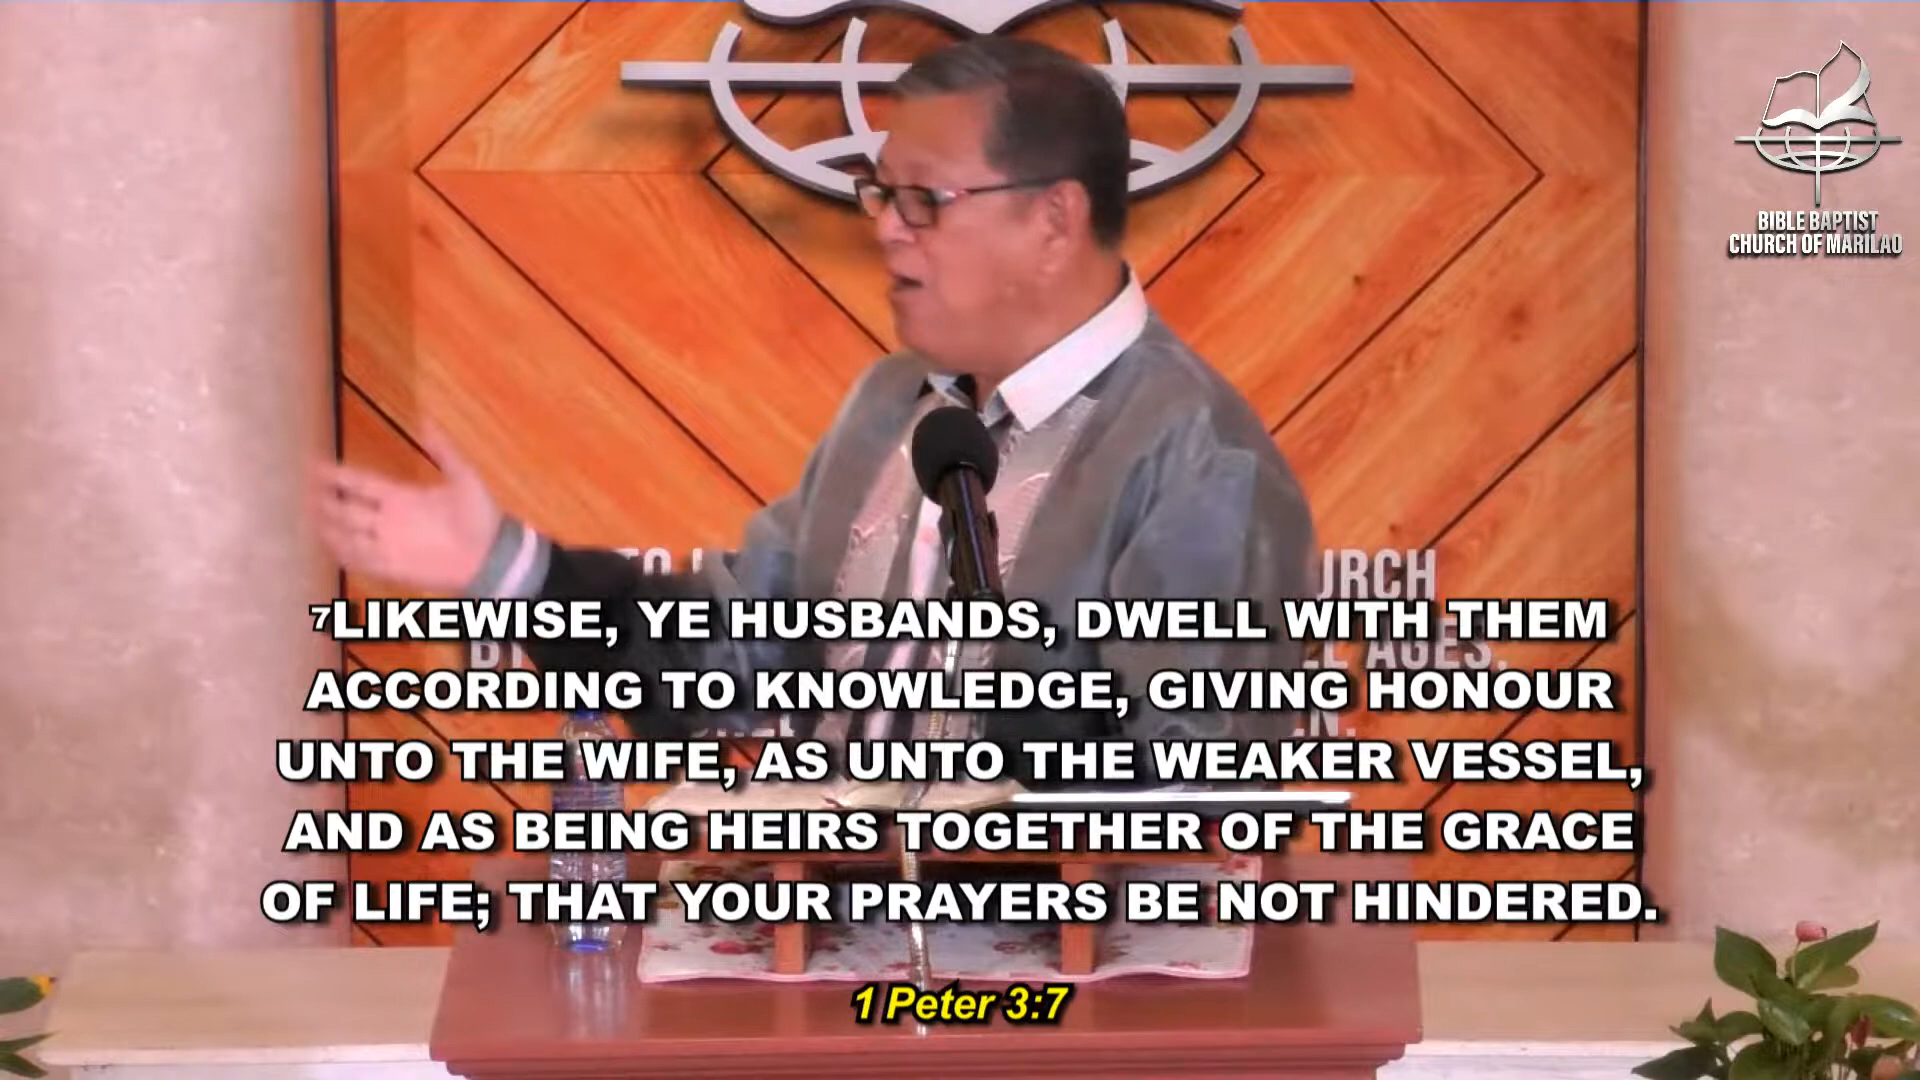 BIBLE BAPTIST
CHURCH OF MARILAO
URCH
AGES.
⁷LIKEWISE, YE HUSBANDS, DWELL WITH THEM
ACCORDING TO KNOWLEDGE, GIVING HONOUR
UNTO THE WIFE, AS UNTO THE WEAKER VESSEL,
AND AS BEING HEIRS TOGETHER OF THE GRACE
OF LIFE; THAT YOUR PRAYERS BE NOT HINDERED.
1 Peter 3:7